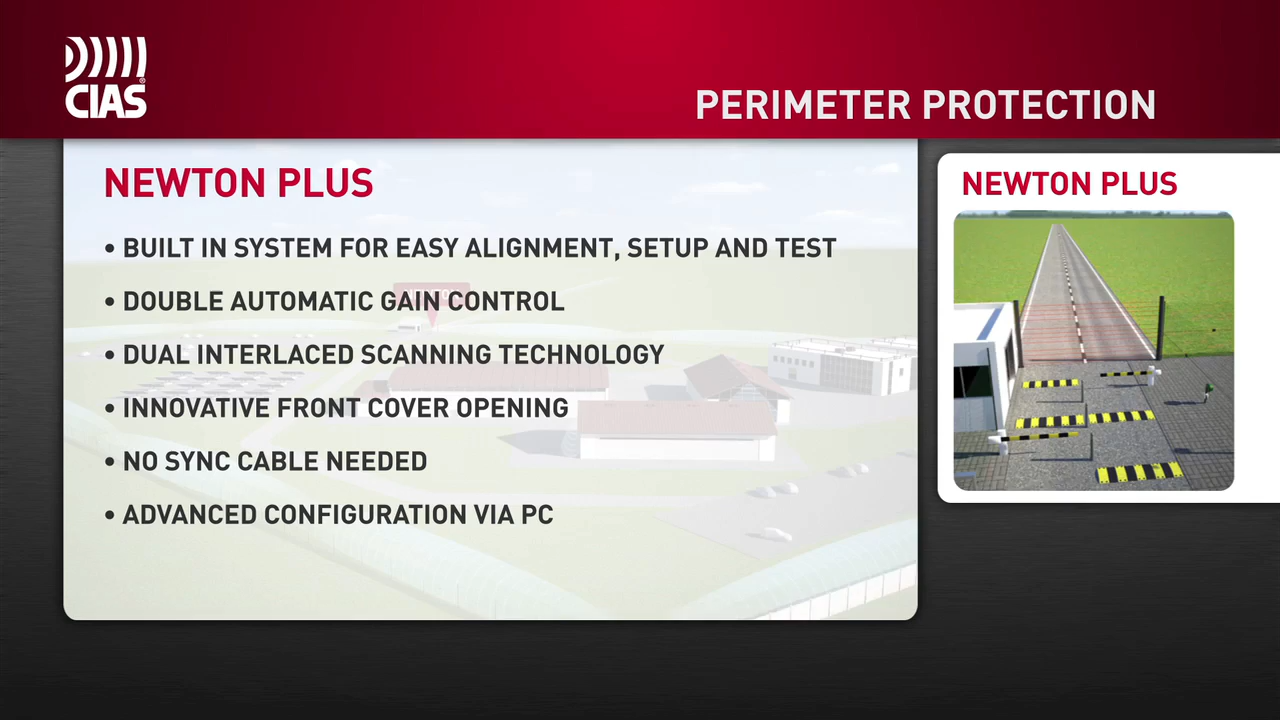 CIAS
PERIMETER PROTECTION
NEWTON PLUS
• BUILT IN SYSTEM FOR EASY ALIGNMENT, SETUP AND TEST
• DOUBLE AUTOMATIC GAIN CONTROL
• DUAL INTERLACED SCANNING TECHNOLOGY
• INNOVATIVE FRONT COVER OPENING
• NO SYNC CABLE NEEDED
• ADVANCED CONFIGURATION VIA PC
NEWTON PLUS